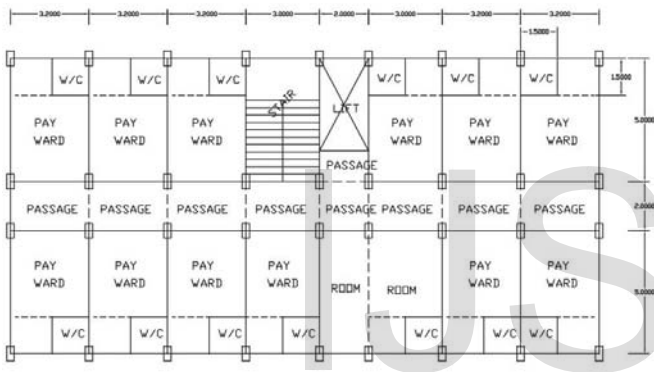 3.2000 3.2000 3.2000 3.0000 2.0000 3.0000 3.2000 3.2000
1.5000
W/C W/C W/C W/C W/C W/C
1.5000
STAIR
LIFT
PAY WARD PAY WARD PAY WARD PAY WARD PAY WARD PAY WARD
5.0000
PASSAGE
PASSAGE PASSAGE PASSAGE PASSAGE PASSAGE PASSAGE PASSAGE PASSAGE
2.0000
PAY WARD PAY WARD PAY WARD PAY WARD ROOM ROOM PAY WARD PAY WARD
5.0000
W/C W/C W/C W/C W/C W/C W/C
IJS